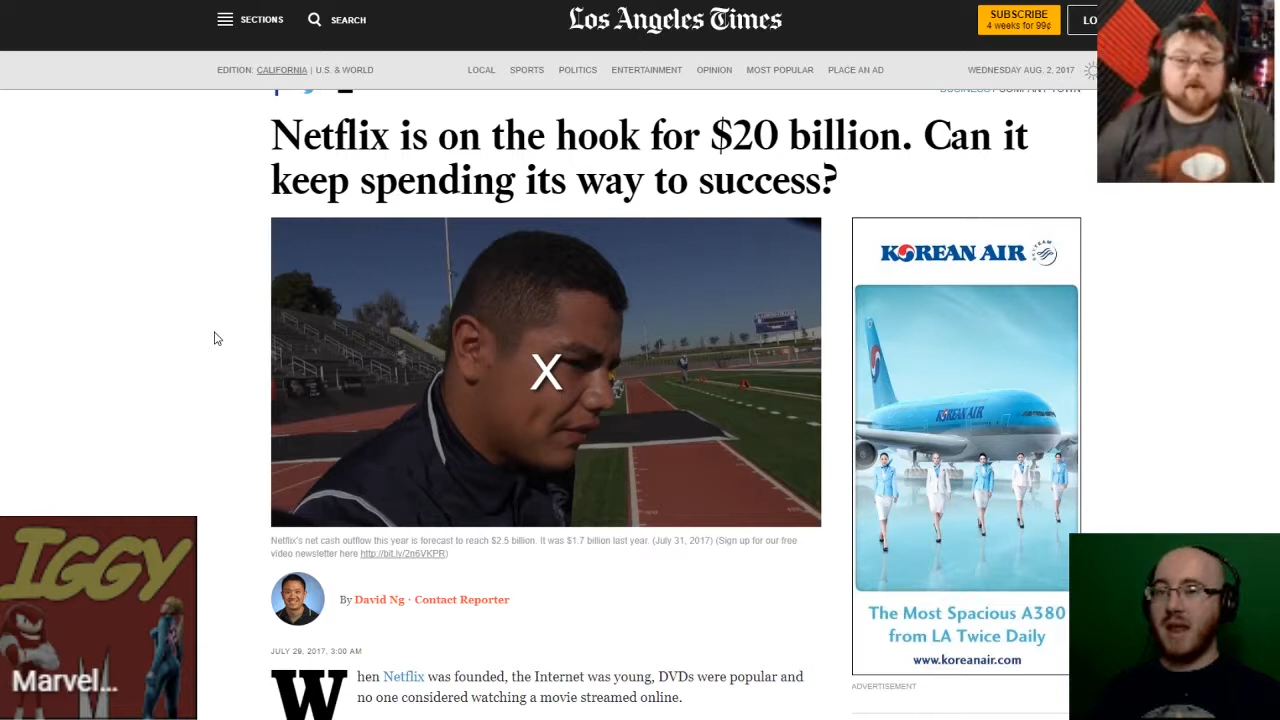 SECTIONS
SEARCH
Los Angeles Times
SUBSCRIBE
4 weeks for 99¢
LO
EDITION: CALIFORNIA | U.S. & WORLD
LOCAL SPORTS POLITICS ENTERTAINMENT OPINION MOST POPULAR PLACE AN AD
WEDNESDAY AUG. 2, 2017
Netflix is on the hook for $20 billion. Can it
keep spending its way to success?
X
KOREAN AIR
SKYTEAM
KOREAN AIR
The Most Spacious A380
from LA Twice Daily
www.koreanair.com
ADVERTISEMENT
Netflix's net cash outflow this year is forecast to reach $2.5 billion. It was $1.7 billion last year. (July 31, 2017) (Sign up for our free
video newsletter here http://bit.ly/2n6VKPR)
By David Ng · Contact Reporter
JULY 29, 2017, 3:00 AM
When Netflix was founded, the Internet was young, DVDs were popular and
no one considered watching a movie streamed online.
IGGY
Marvel...